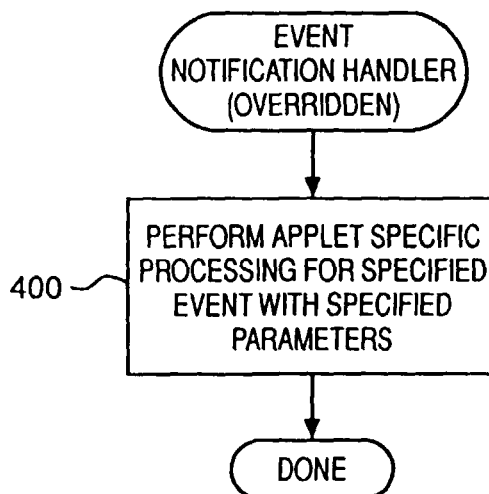 EVENT
NOTIFICATION HANDLER
(OVERRIDDEN)
400
PERFORM APPLET SPECIFIC
PROCESSING FOR SPECIFIED
EVENT WITH SPECIFIED
PARAMETERS
DONE